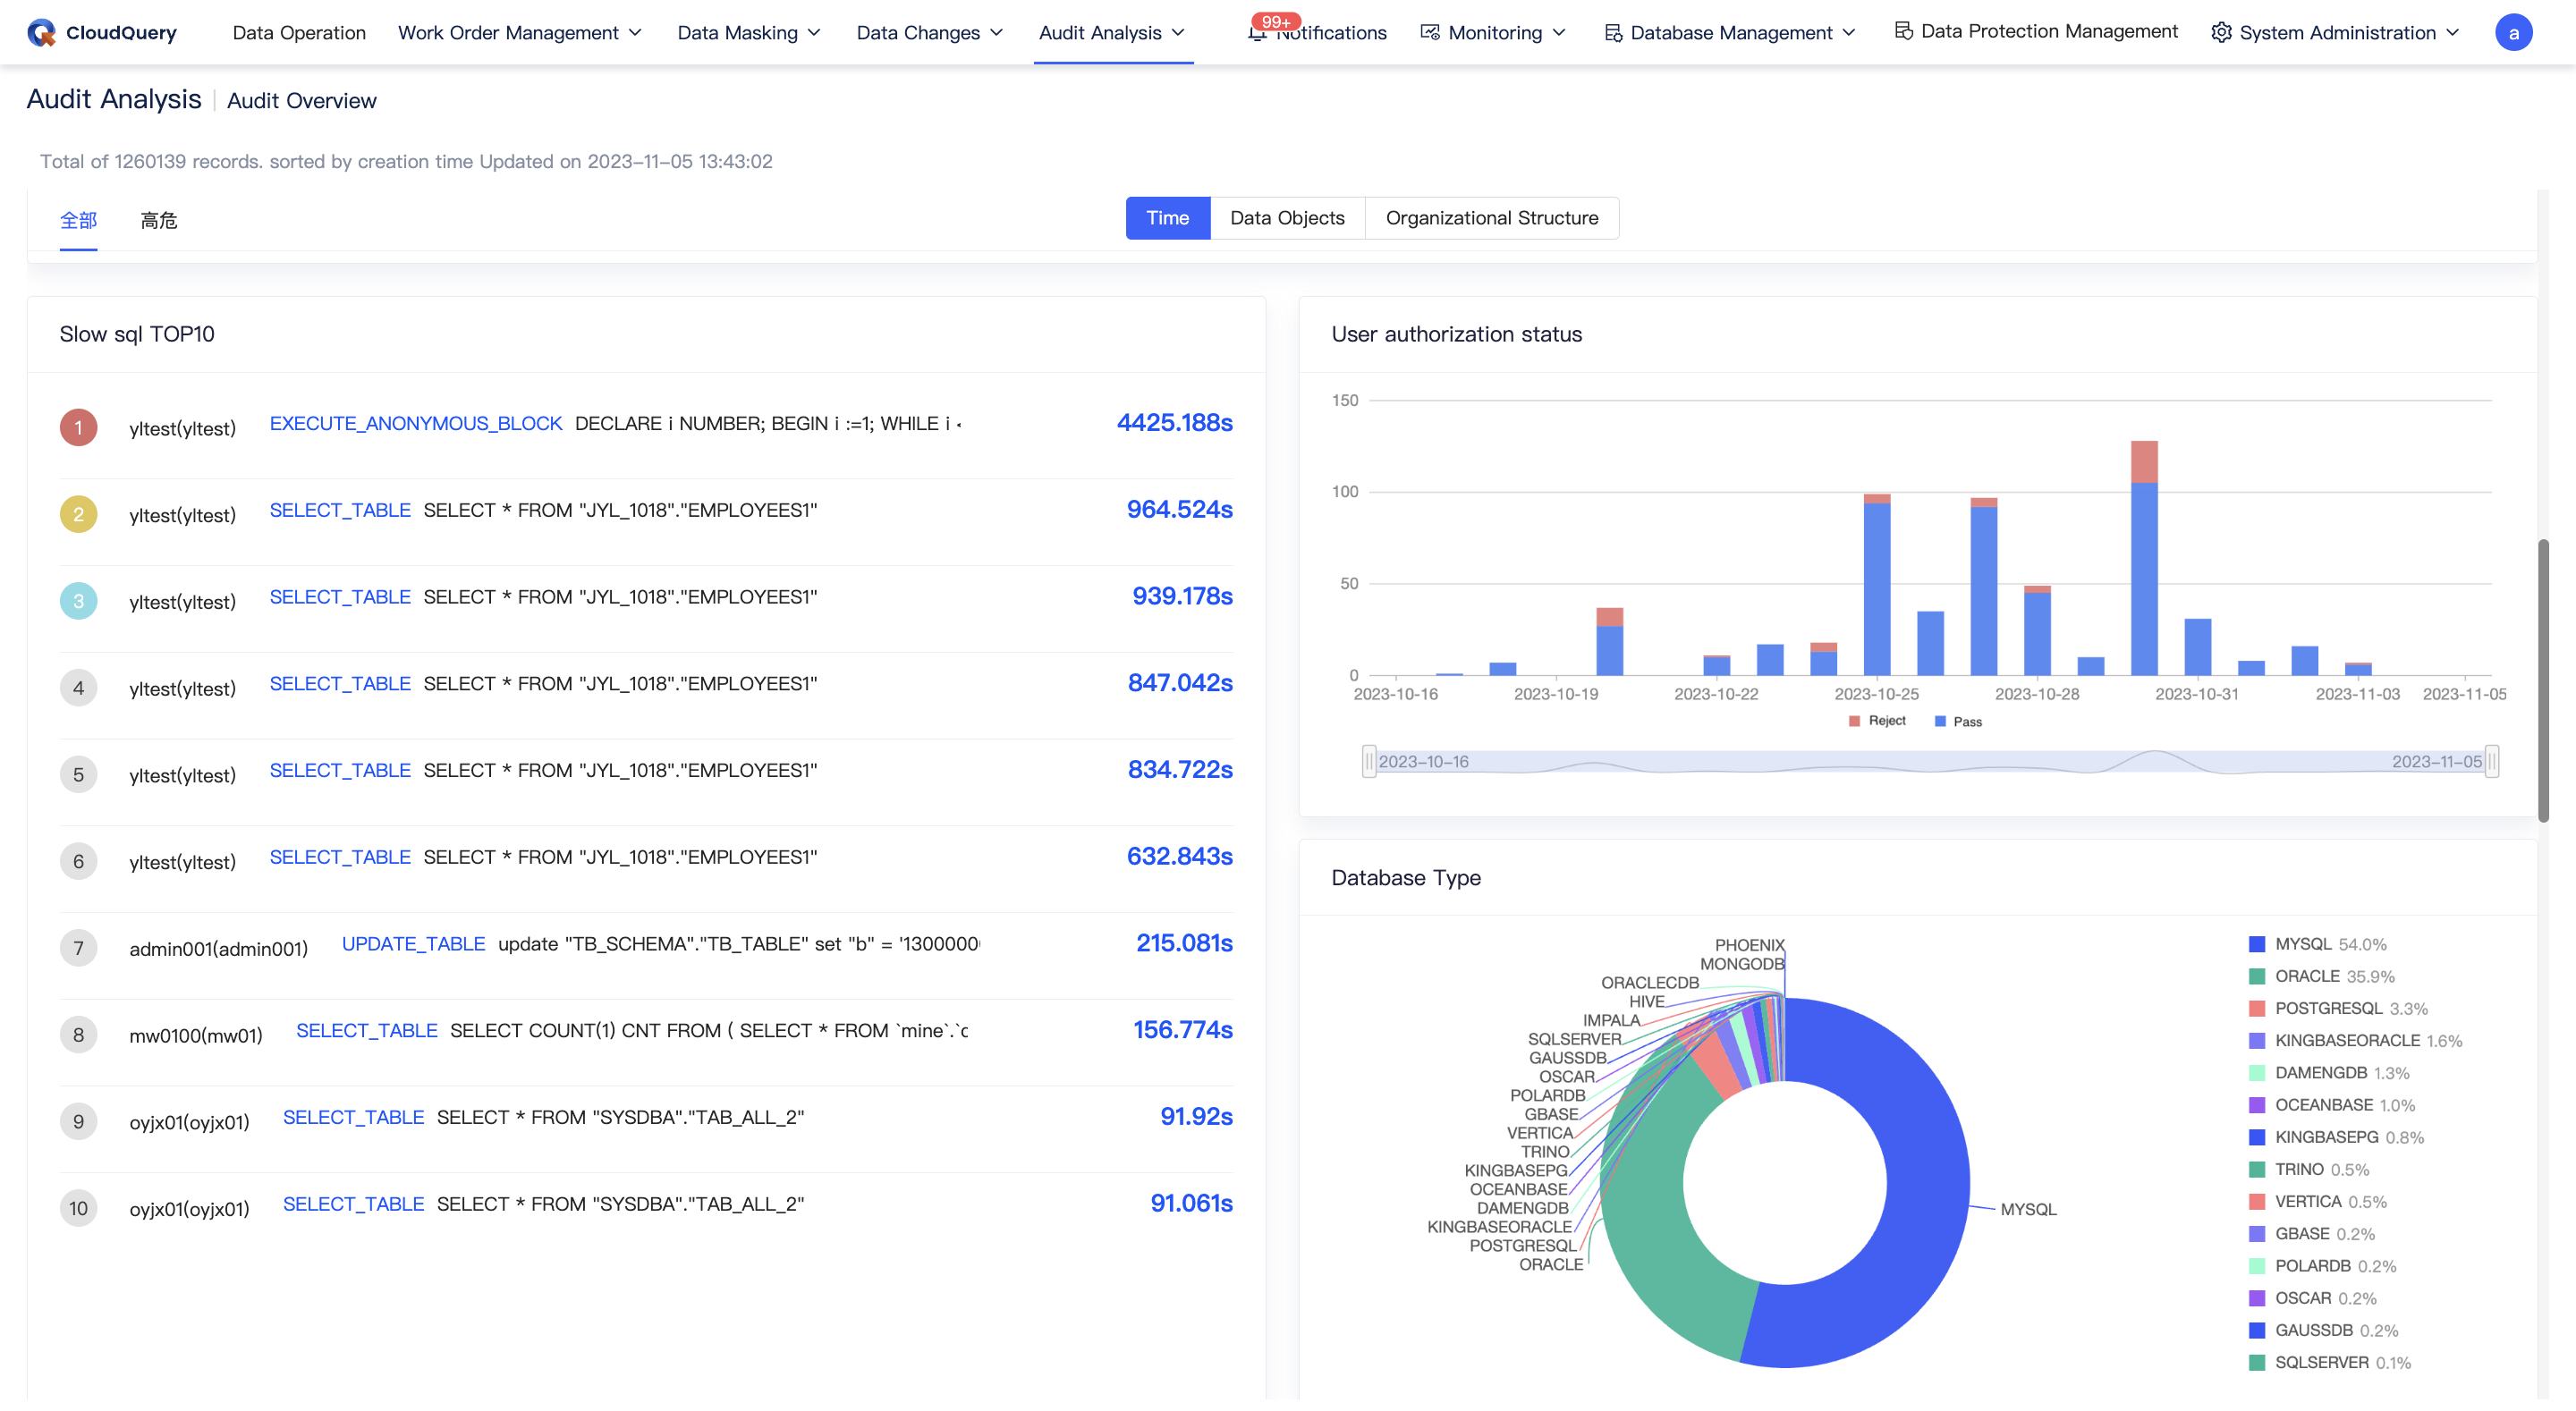 CloudQuery
Data Operation
Work Order Management
Data Masking
Data Changes
Audit Analysis
99+
Notifications
Monitoring
Database Management
Data Protection Management
System Administration
a
Audit Analysis | Audit Overview
Total of 1260139 records. sorted by creation time Updated on 2023-11-05 13:43:02
全部
高危
Time
Data Objects
Organizational Structure
Slow sql TOP10
1 yltest(yltest) EXECUTE_ANONYMOUS_BLOCK DECLARE i NUMBER; BEGIN i :=1; WHILE i 4425.188s
2 yltest(yltest) SELECT_TABLE SELECT * FROM "JYL_1018"."EMPLOYEES1" 964.524s
3 yltest(yltest) SELECT_TABLE SELECT * FROM "JYL_1018"."EMPLOYEES1" 939.178s
4 yltest(yltest) SELECT_TABLE SELECT * FROM "JYL_1018"."EMPLOYEES1" 847.042s
5 yltest(yltest) SELECT_TABLE SELECT * FROM "JYL_1018"."EMPLOYEES1" 834.722s
6 yltest(yltest) SELECT_TABLE SELECT * FROM "JYL_1018"."EMPLOYEES1" 632.843s
7 admin001(admin001) UPDATE_TABLE update "TB_SCHEMA"."TB_TABLE" set "b" = '1300000 215.081s
8 mw0100(mw01) SELECT_TABLE SELECT COUNT(1) CNT FROM ( SELECT * FROM `mine`.` 156.774s
9 oyjx01(oyjx01) SELECT_TABLE SELECT * FROM "SYSDBA"."TAB_ALL_2" 91.92s
10 oyjx01(oyjx01) SELECT_TABLE SELECT * FROM "SYSDBA"."TAB_ALL_2" 91.061s
User authorization status
150
100
50
0
2023-10-16 2023-10-19 2023-10-22 2023-10-25 2023-10-28 2023-10-31 2023-11-03 2023-11-05
Reject Pass
2023-10-16 2023-11-05
Database Type
PHOENIX
MONGODB
ORACLECDB
HIVE
IMPALA
SQLSERVER
GAUSSDB
OSCAR
POLARDB
GBASE
VERTICA
TRINO
KINGBASEPG
OCEANBASE
DAMENGDB
KINGBASEORACLE
POSTGRESQL
ORACLE
MYSQL
MYSQL 54.0%
ORACLE 35.9%
POSTGRESQL 3.3%
KINGBASEORACLE 1.6%
DAMENGDB 1.3%
OCEANBASE 1.0%
KINGBASEPG 0.8%
TRINO 0.5%
VERTICA 0.5%
GBASE 0.2%
POLARDB 0.2%
OSCAR 0.2%
GAUSSDB 0.2%
SQLSERVER 0.1%